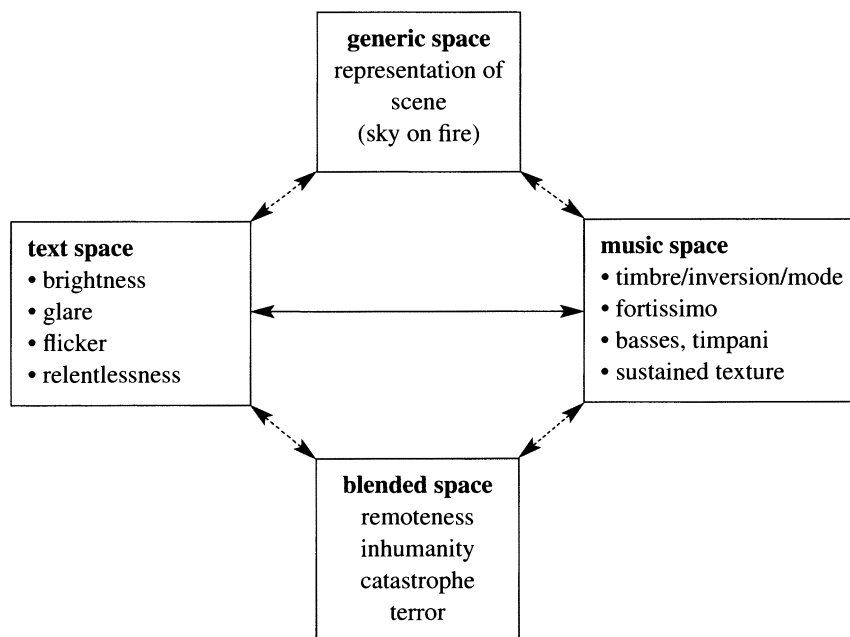 generic space
representation of
scene
(sky on fire)
text space
• brightness
• glare
• flicker
• relentlessness
music space
• timbre/inversion/mode
• fortissimo
• basses, timpani
• sustained texture
blended space
remoteness
inhumanity
catastrophe
terror